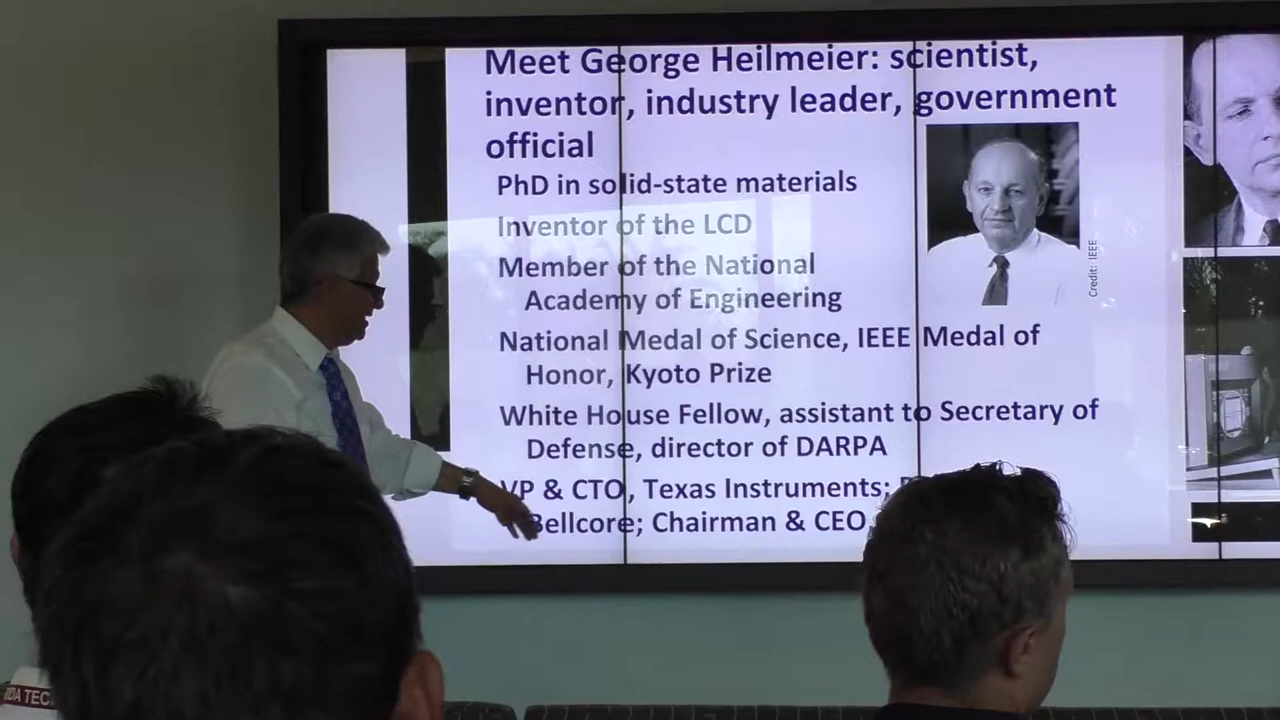 Meet George Heilmeier: scientist,
inventor, industry leader, government
official
PhD in solid-state materials
Inventor of the LCD
Member of the National
Academy of Engineering
Credit: IEEE
National Medal of Science, IEEE Medal of
Honor, Kyoto Prize
White House Fellow, assistant to Secretary of
Defense, director of DARPA
VP & CTO, Texas Instruments;
Bellcore; Chairman & CEO
TEC